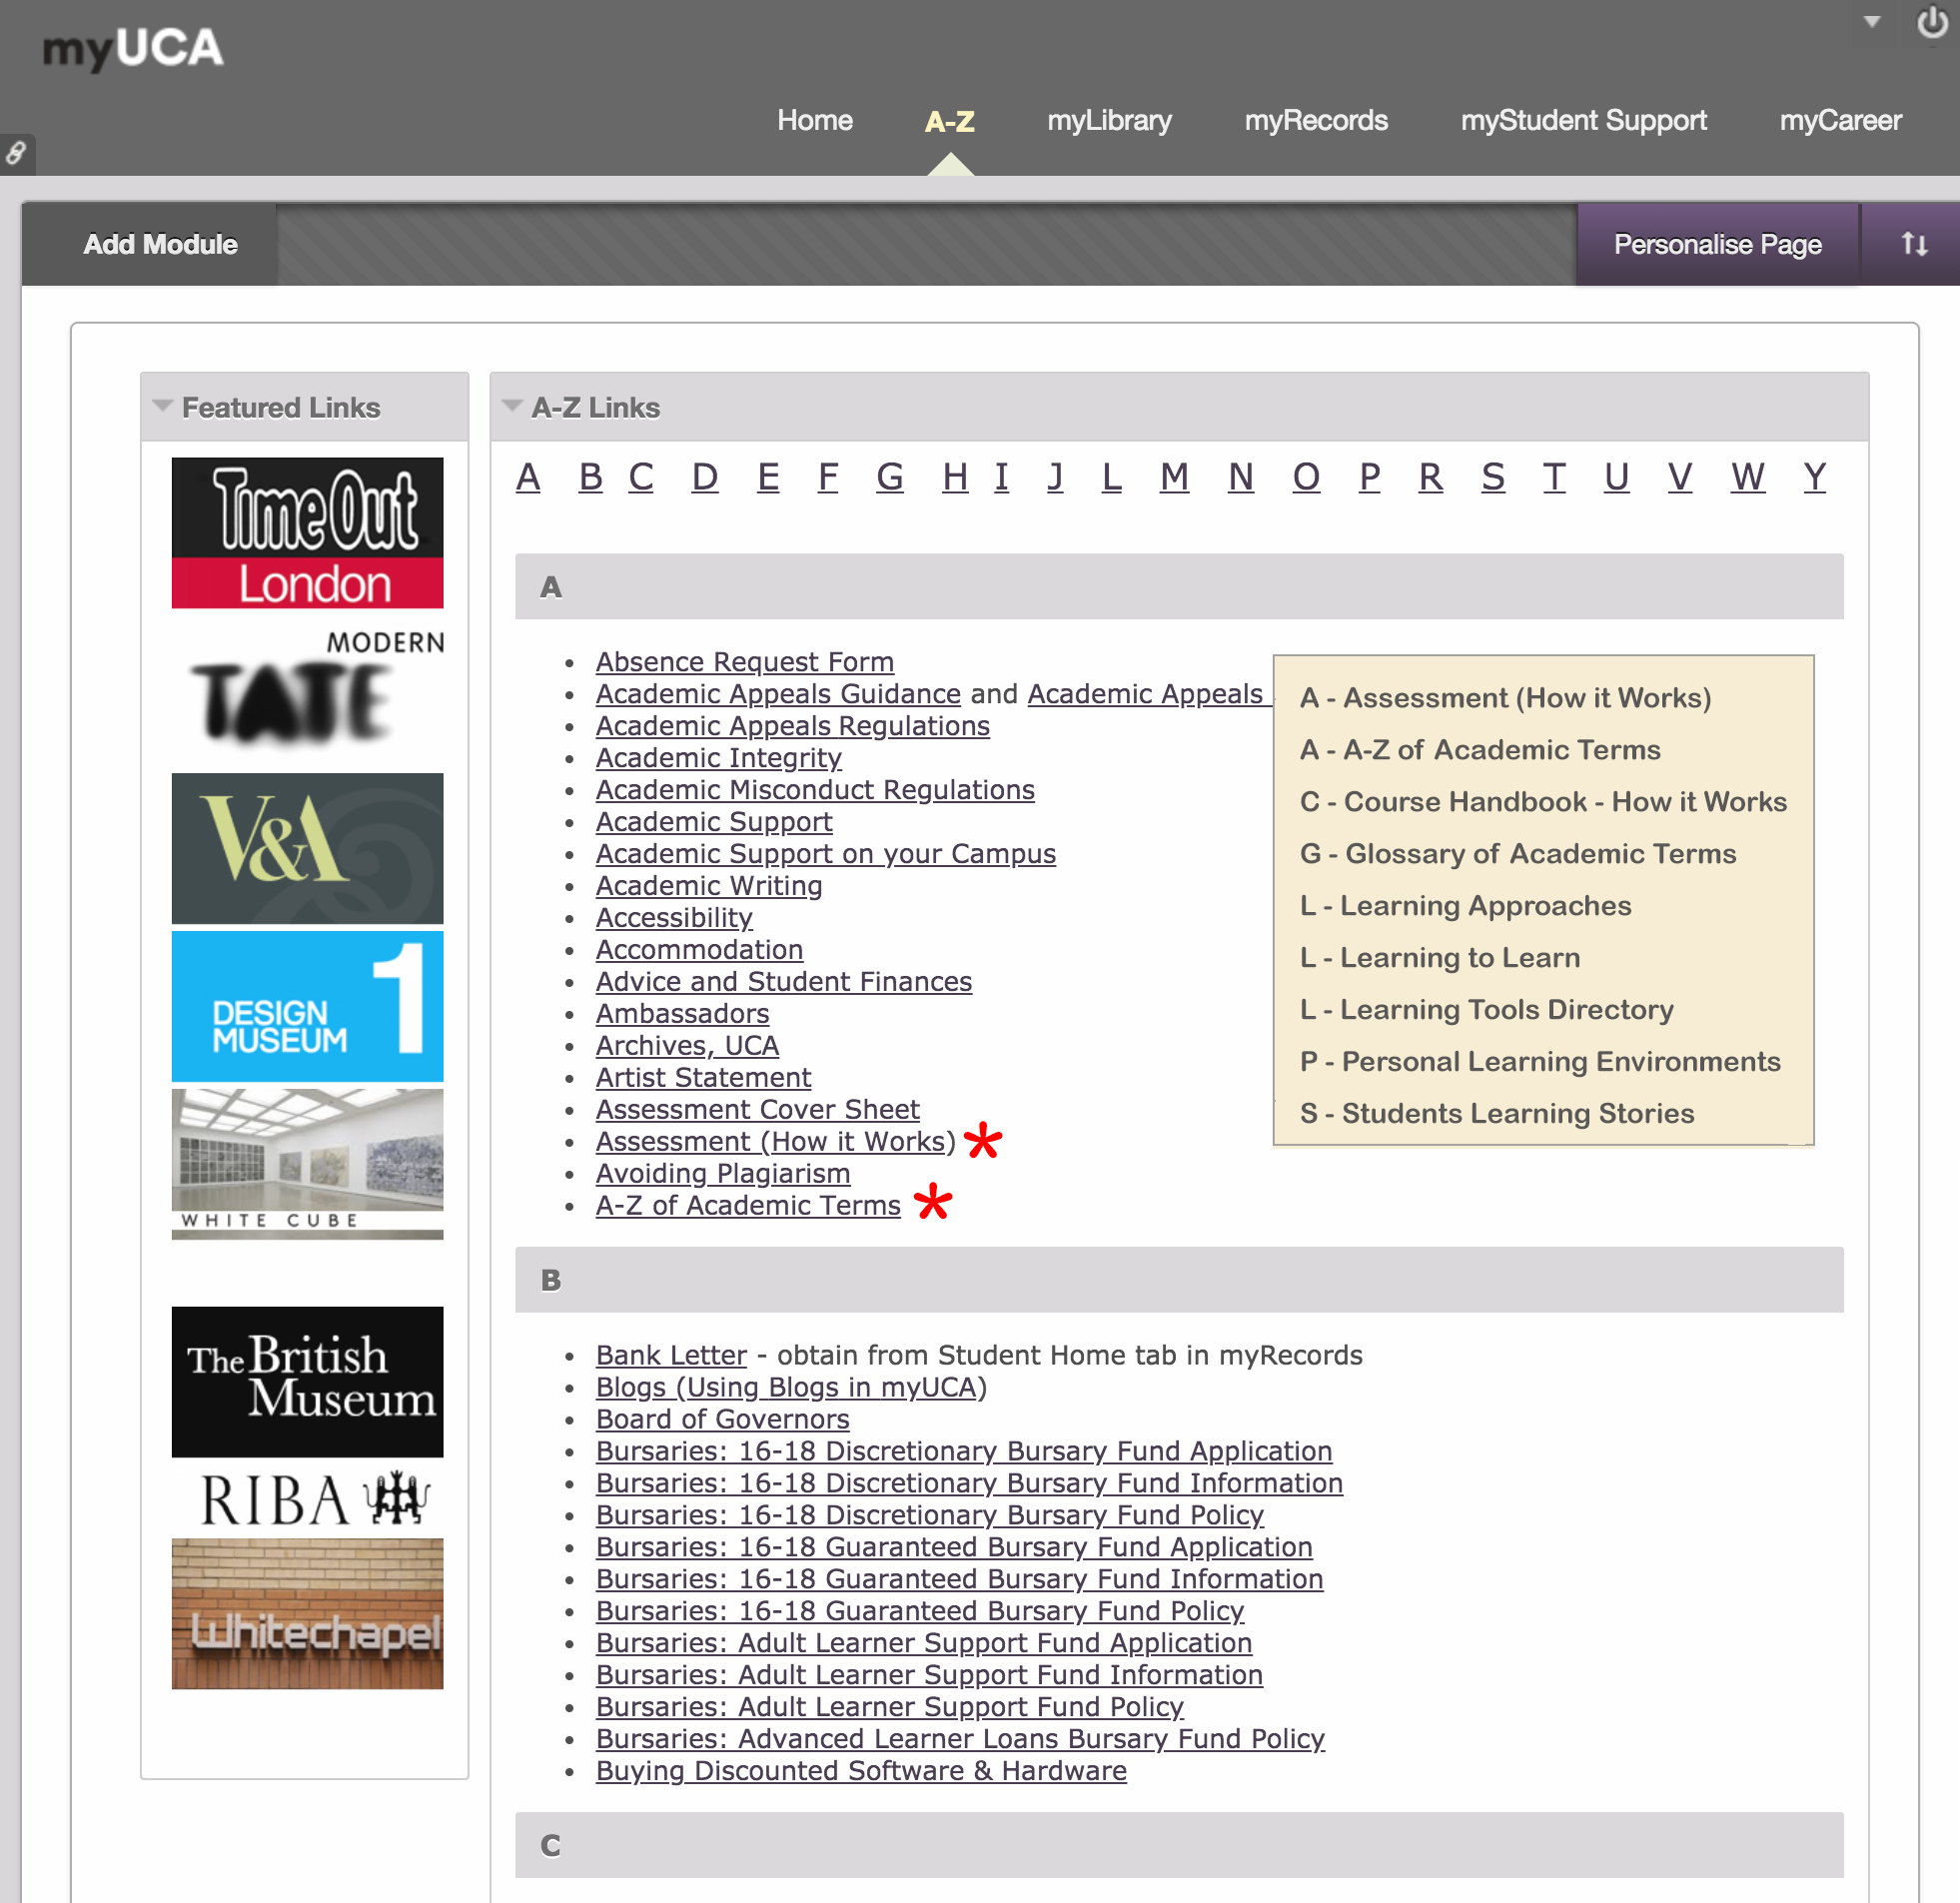 myUCA
Home A-Z myLibrary myRecords myStudent Support myCareer
Add Module
Personalise Page
Featured Links
Time Out
London
MODERN
TATE
V&A
DESIGN
MUSEUM 1
WHITE CUBE
The British
Museum
RIBA
Whitechapel
A-Z Links
A B C D E F G H I J L M N O P R S T U V W Y
A
Absence Request Form
Academic Appeals Guidance and Academic Appeals
Academic Appeals Regulations
Academic Integrity
Academic Misconduct Regulations
Academic Support
Academic Support on your Campus
Academic Writing
Accessibility
Accommodation
Advice and Student Finances
Ambassadors
Archives, UCA
Artist Statement
Assessment Cover Sheet
Assessment (How it Works) *
Avoiding Plagiarism
A-Z of Academic Terms *
A - Assessment (How it Works)
A - A-Z of Academic Terms
C - Course Handbook - How it Works
G - Glossary of Academic Terms
L - Learning Approaches
L - Learning to Learn
L - Learning Tools Directory
P - Personal Learning Environments
S - Students Learning Stories
B
Bank Letter - obtain from Student Home tab in myRecords
Blogs (Using Blogs in myUCA)
Board of Governors
Bursaries: 16-18 Discretionary Bursary Fund Application
Bursaries: 16-18 Discretionary Bursary Fund Information
Bursaries: 16-18 Discretionary Bursary Fund Policy
Bursaries: 16-18 Guaranteed Bursary Fund Application
Bursaries: 16-18 Guaranteed Bursary Fund Information
Bursaries: 16-18 Guaranteed Bursary Fund Policy
Bursaries: Adult Learner Support Fund Application
Bursaries: Adult Learner Support Fund Information
Bursaries: Adult Learner Support Fund Policy
Bursaries: Advanced Learner Loans Bursary Fund Policy
Buying Discounted Software & Hardware
C